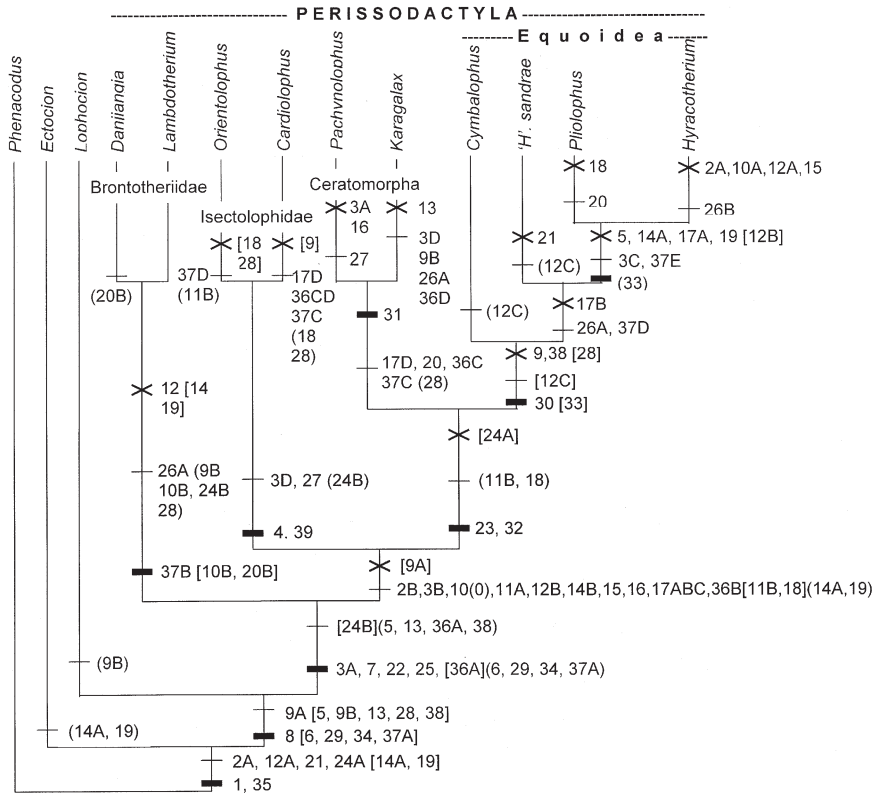 PERISSODACTYLA
Equoidea
Phenacodus
Ectocion
Lophocion
Danjiangia
Lambdotherium
Orientolophus
Cardiolophus
Pachynolophus
Karagalax
Cymbalophus
'H'. sandrae
Pliolophus
Hyracotherium
Brontotheriidae
Isectolophidae
Ceratomorpha
18
2A,10A,12A,15
20
26B
3A
16
13
3D
9B
26A
36D
27
[18
28]
[9]
37D
(11B)
17D
36CD
37C
(18
28)
(20B)
21
(12C)
5, 14A, 17A, 19 [12B]
3C, 37E
(33)
31
(12C)
17B
26A, 37D
9,38 [28]
[12C]
30 [33]
17D, 20, 36C
37C (28)
12 [14
19]
[24A]
26A (9B
10B, 24B
28)
3D, 27 (24B)
(11B, 18)
4. 39
23, 32
37B [10B, 20B]
[9A]
2B,3B,10(0),11A,12B,14B,15,16,17ABC,36B[11B,18](14A,19)
[24B](5, 13, 36A, 38)
(9B)
3A, 7, 22, 25, [36A](6, 29, 34, 37A)
9A [5, 9B, 13, 28, 38]
(14A, 19)
8 [6, 29, 34, 37A]
2A, 12A, 21, 24A [14A, 19]
1, 35